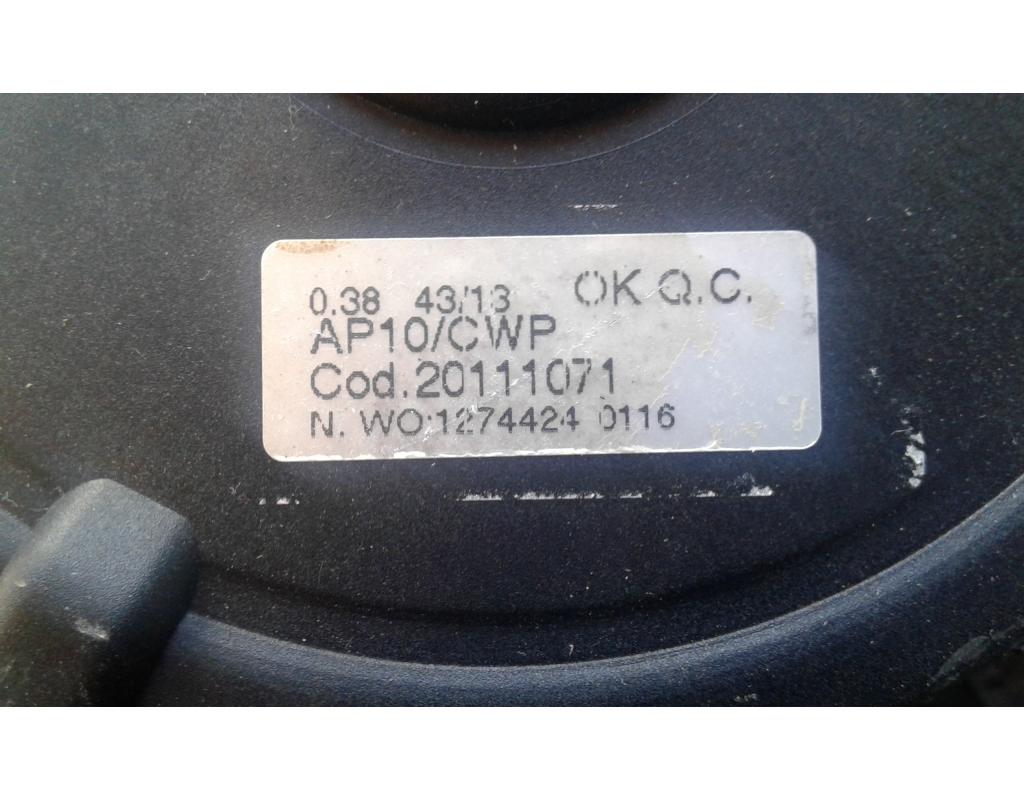 0.38 43/13 OK Q.C.
AP10/CWP
Cod.20111071
N. WO:1274424 0116